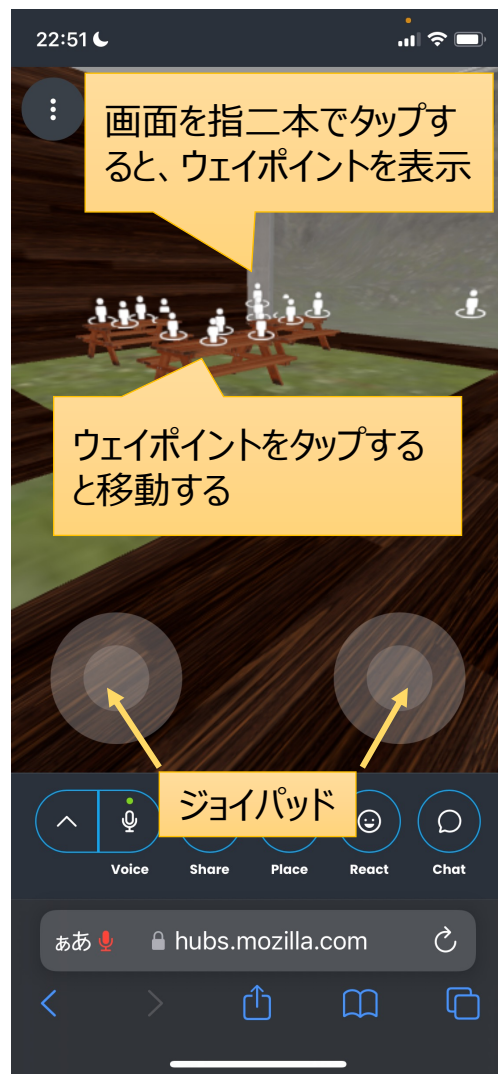 22:51
画面を指二本でタップす
ると、ウェイポイントを表示
ウェイポイントをタップする
と移動する
ジョイパッド
Voice Share Place React Chat
ぁあ hubs.mozilla.com